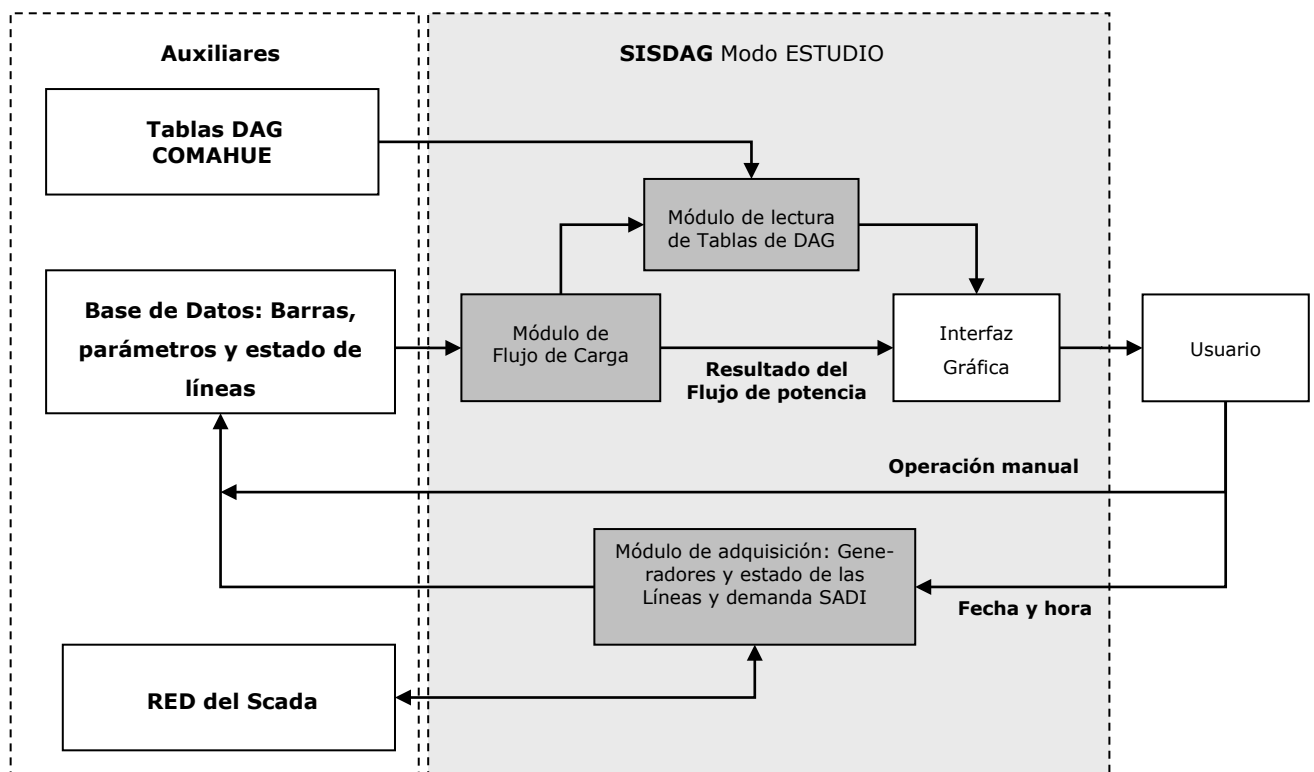 Auxiliares
SISDAG Modo ESTUDIO
Tablas DAG
COMAHUE
Módulo de lectura
de Tablas de DAG
Base de Datos: Barras,
parámetros y estado de
líneas
Módulo de
Flujo de Carga
Resultado del
Flujo de potencia
Interfaz
Gráfica
Usuario
Operación manual
Módulo de adquisición: Gene-
radores y estado de las
Líneas y demanda SADI
Fecha y hora
RED del Scada